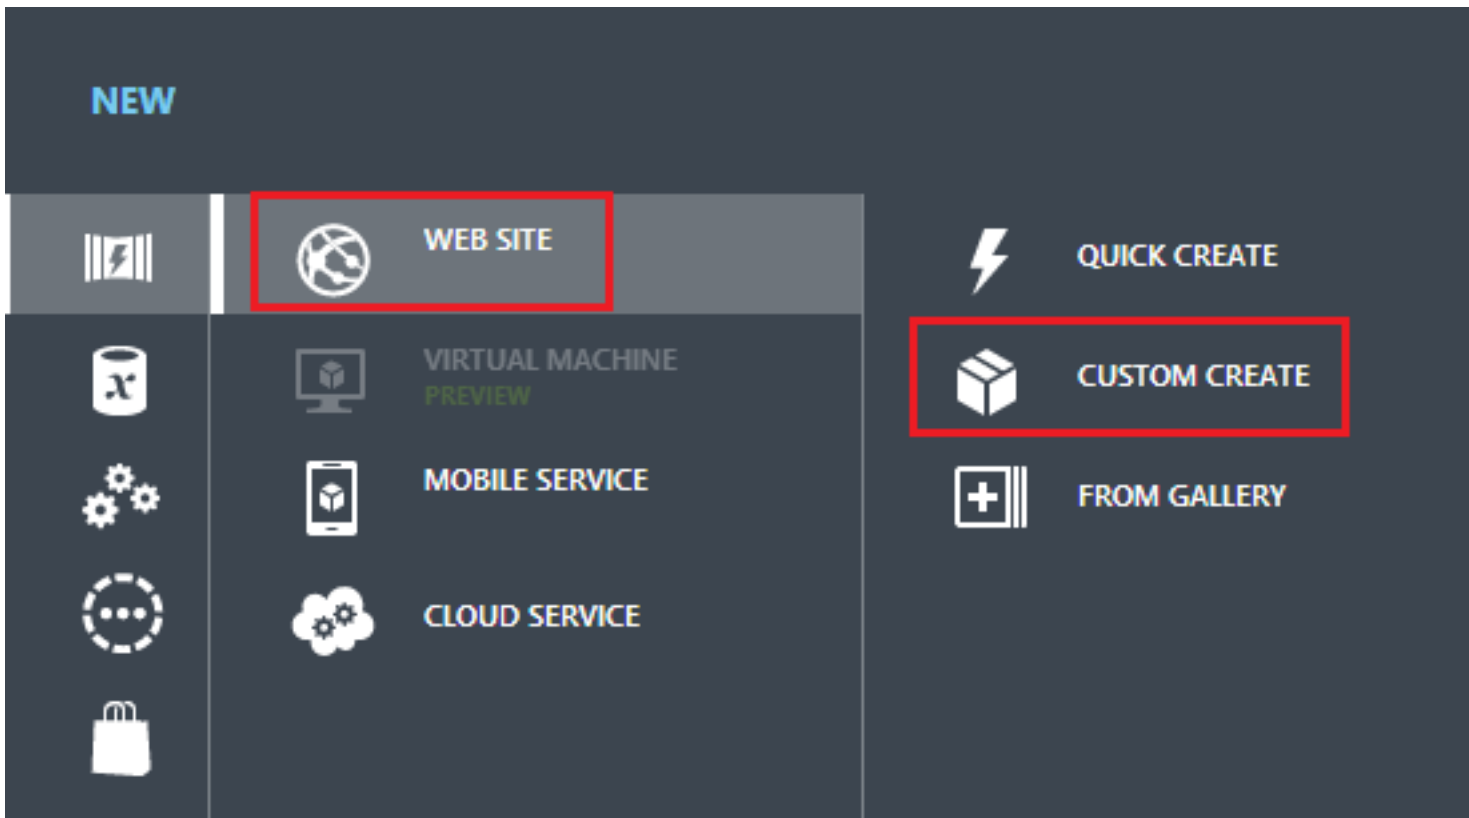 NEW
WEB SITE
VIRTUAL MACHINE
PREVIEW
MOBILE SERVICE
CLOUD SERVICE
QUICK CREATE
CUSTOM CREATE
FROM GALLERY